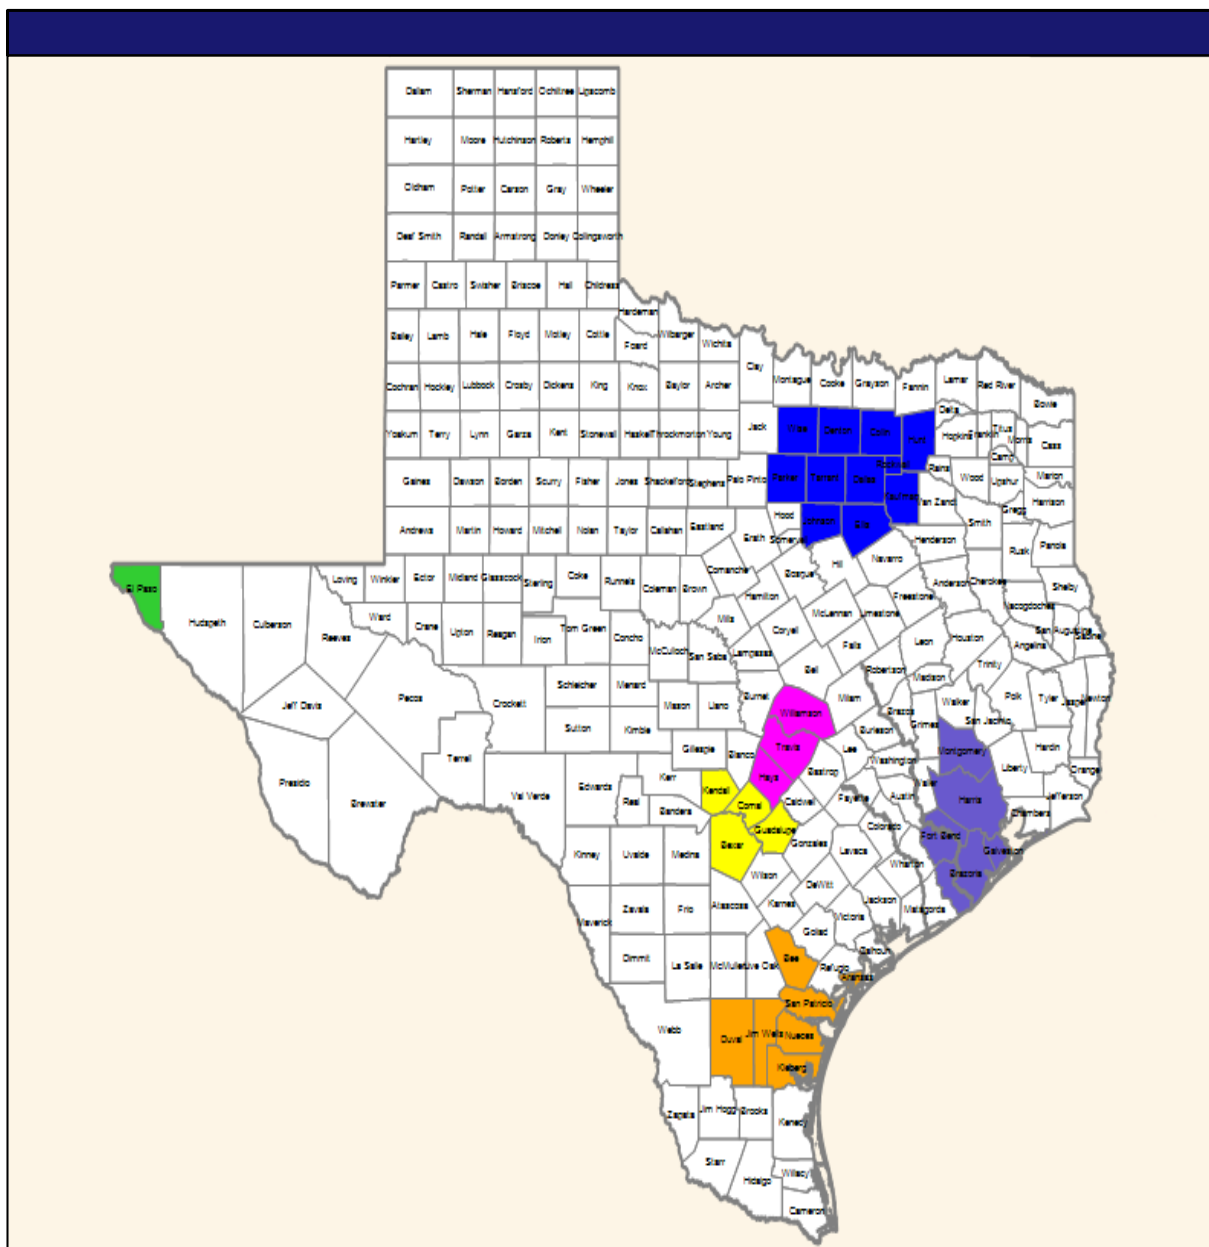 Dallam Sherman Hansford Ochiltree Lipscomb
Hartley Moore Hutchinson Roberts Hemphill
Oldham Potter Carson Gray Wheeler
Deaf Smith Randall Armstrong Donley Collingsworth
Parmer Castro Swisher Briscoe Hall Childress
Hardeman
Bailey Lamb Hale Floyd Motley Cottle Foard Wilbarger Wichita
Clay Montague Cooke Grayson Fannin Lamar Red River Bowie
Cochran Hockley Lubbock Crosby Dickens King Knox Baylor Archer
Delta Titus Morris Cass
Yoakum Terry Lynn Garza Kent Stonewall Haskell Throckmorton Young Jack Wise Denton Collin Hunt Hopkins Franklin
Camp
Rockwall Rains Wood Upshur Marion
Gaines Dawson Borden Scurry Fisher Jones Shackelford Stephens Palo Pinto Parker Tarrant Dallas Kaufman Van Zandt Harrison
Gregg
Andrews Martin Howard Mitchell Nolan Taylor Callahan Eastland Erath Hood Somervell Johnson Ellis Henderson Smith Rusk Panola
Navarro
El Paso Loving Winkler Ector Midland Glasscock Sterling Coke Runnels Coleman Brown Comanche Bosque Hill Anderson Cherokee Shelby
Hamilton Freestone Nacogdoches
Hudspeth Culberson Reeves Ward Crane Upton Reagan Irion Tom Green Concho McCulloch San Saba Mills Coryell McLennan Limestone San Augustine Sabine
Lampasas Falls Leon Houston Angelina
Bell Robertson Madison Trinity
Jeff Davis Pecos Crockett Schleicher Menard Mason Llano Burnet Williamson Milam Brazos Grimes Walker San Jacinto Polk Tyler Jasper Newton
Sutton Kimble Gillespie Blanco Travis Lee Burleson Washington Montgomery Liberty Hardin Orange
Presidio Brewster Terrell Val Verde Edwards Kerr Real Bandera Kendall Comal Hays Bastrop Caldwell Fayette Austin Waller Harris Chambers Jefferson
Kinney Uvalde Medina Bexar Guadalupe Gonzales Lavaca Colorado Fort Bend Galveston
Wilson DeWitt Wharton Brazoria
Maverick Zavala Frio Atascosa Karnes Victoria Jackson Matagorda
Goliad Calhoun
Dimmit La Salle McMullen Live Oak Bee Refugio Aransas
San Patricio
Webb Duval Jim Wells Nueces
Kleberg
Zapata Jim Hogg Brooks Kenedy
Starr Hidalgo Willacy
Cameron